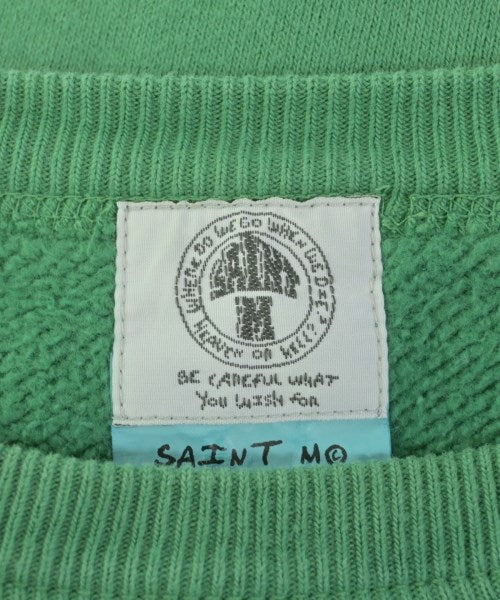 WHERE DO WE GO WHEN WE DIE?
HEAVEN OR HELL?
SAINT
M
BE CAREFUL WHAT
YOU WISH FOR
SAINT M©